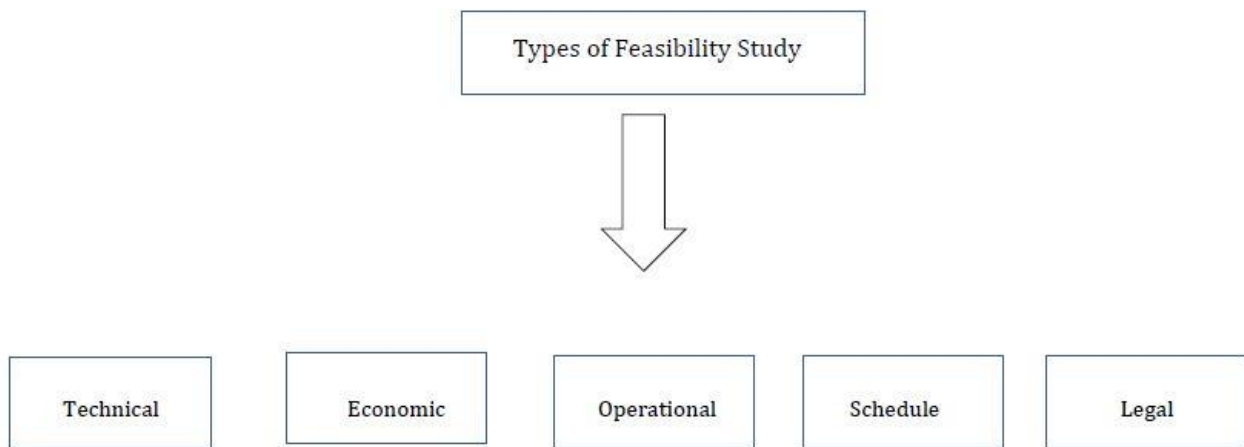 Types of Feasibility Study
Technical
Economic
Operational
Schedule
Legal